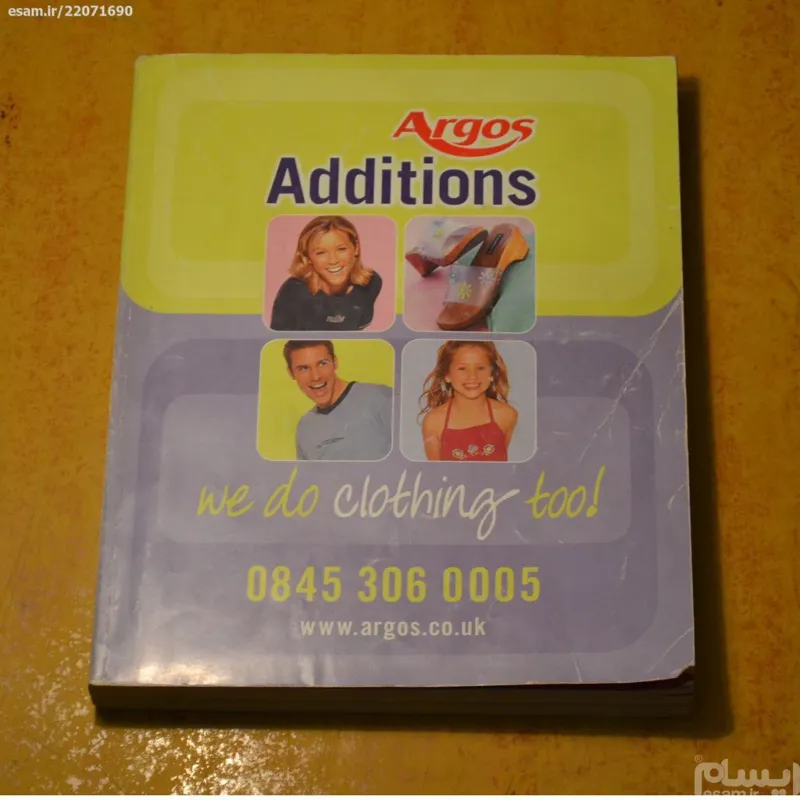 esam.ir/22071690
Argos
Additions
we do clothing too!
0845 306 0005
www.argos.co.uk
ایسام
esam.ir